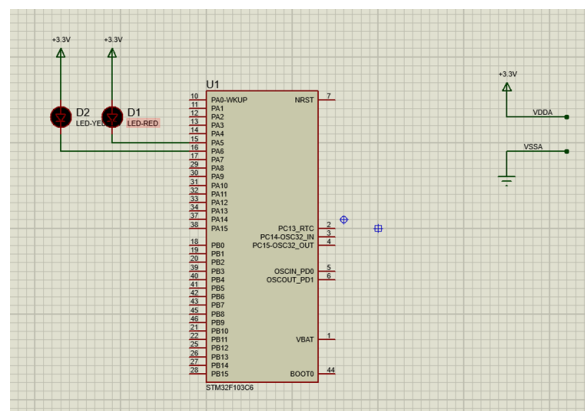 +3.3V
+3.3V
D2
LED-YE
D1
LED-RED
U1
10 PA0-WKUP
11 PA1
12 PA2
13 PA3
14 PA4
15 PA5
16 PA6
17 PA7
29 PA8
30 PA9
31 PA10
32 PA11
33 PA12
34 PA13
37 PA14
38 PA15
18 PB0
19 PB1
20 PB2
39 PB3
40 PB4
41 PB5
42 PB6
43 PB7
45 PB8
46 PB9
21 PB10
22 PB11
25 PB12
26 PB13
27 PB14
28 PB15
NRST 7
PC13_RTC 2
PC14-OSC32_IN 3
PC15-OSC32_OUT 4
OSCIN_PD0 5
OSCOUT_PD1 6
VBAT 1
BOOT0 44
STM32F103C6
+3.3V
VDDA
VSSA